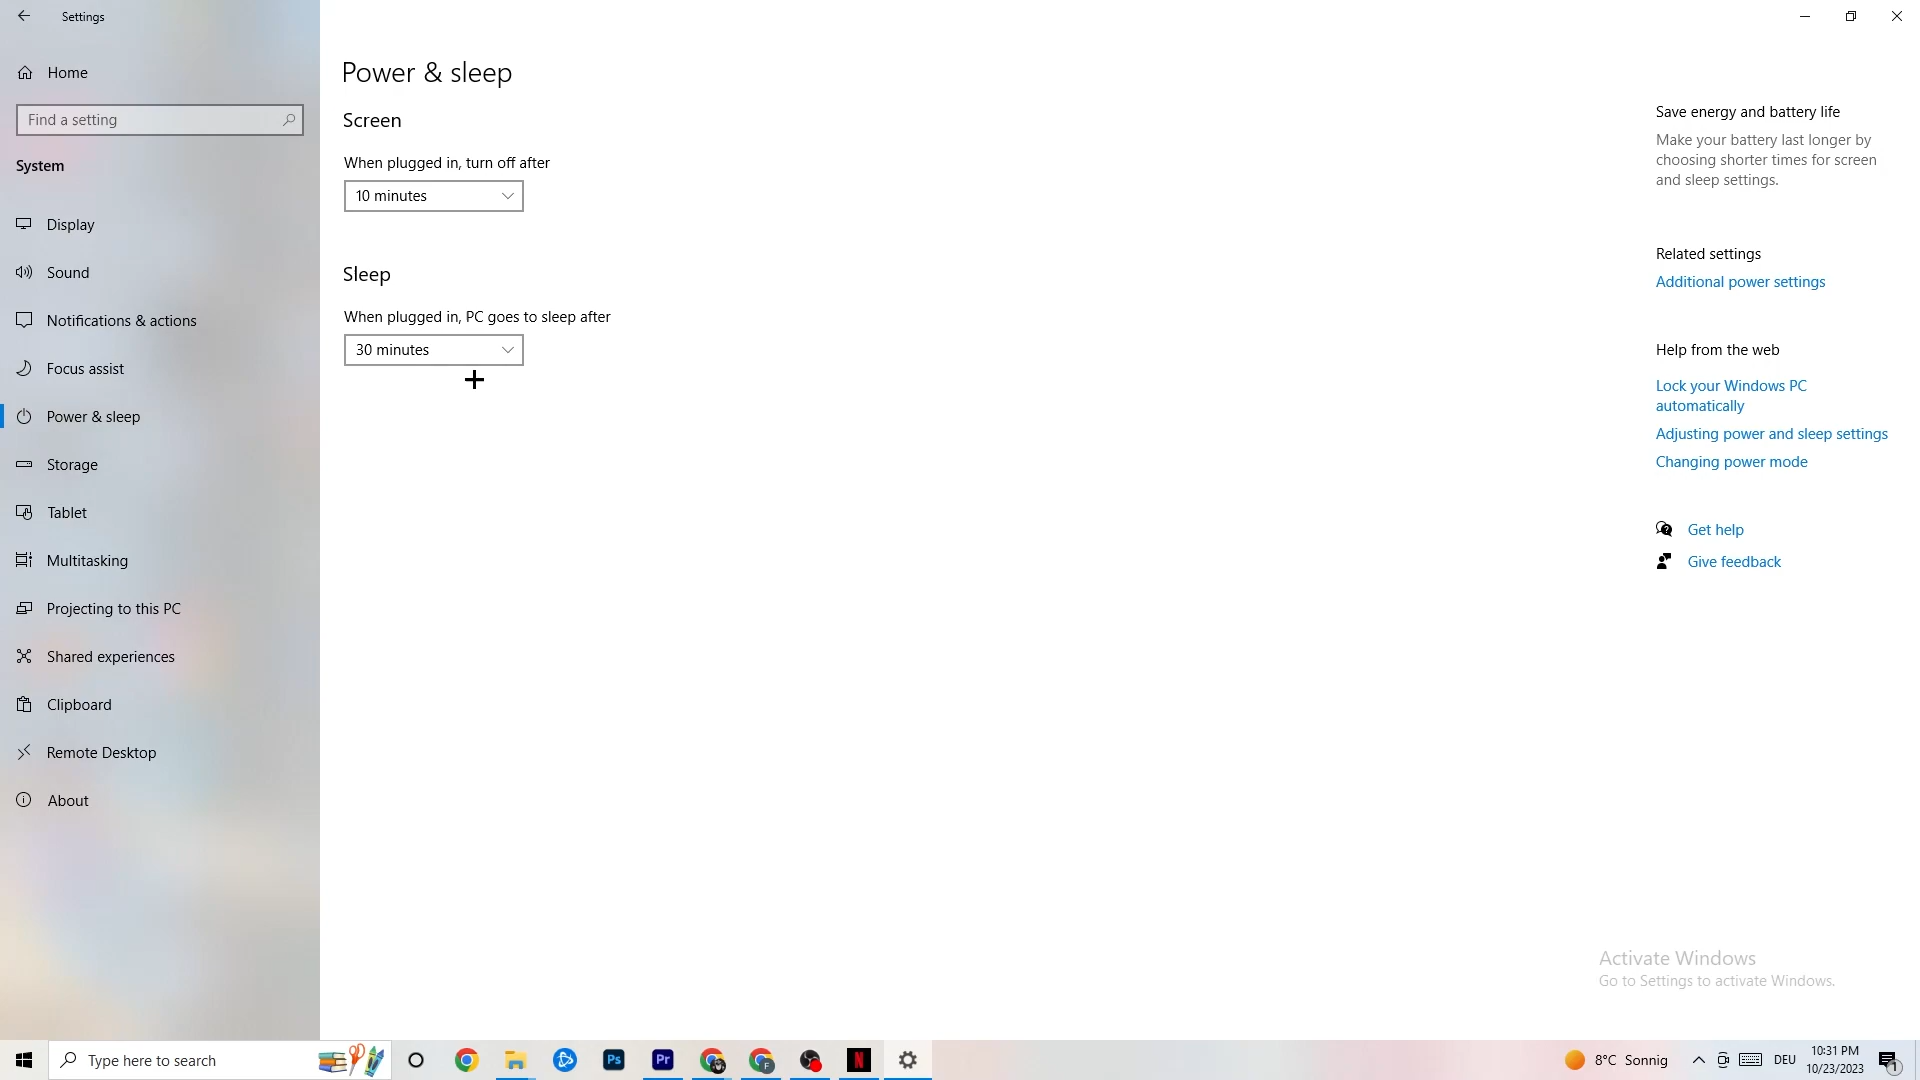 Settings
Home
Find a setting
System
Display
Sound
Notifications & actions
Focus assist
Power & sleep
Storage
Tablet
Multitasking
Projecting to this PC
Shared experiences
Clipboard
Remote Desktop
About
Power & sleep
Screen
When plugged in, turn off after
10 minutes
Sleep
When plugged in, PC goes to sleep after
30 minutes
Save energy and battery life
Make your battery last longer by
choosing shorter times for screen
and sleep settings.
Related settings
Additional power settings
Help from the web
Lock your Windows PC
automatically
Adjusting power and sleep settings
Changing power mode
Get help
Give feedback
Activate Windows
Go to Settings to activate Windows.
Type here to search
Ps
Pr
F
N
8°C Sonnig
DEU
10:31 PM
10/23/2023
1